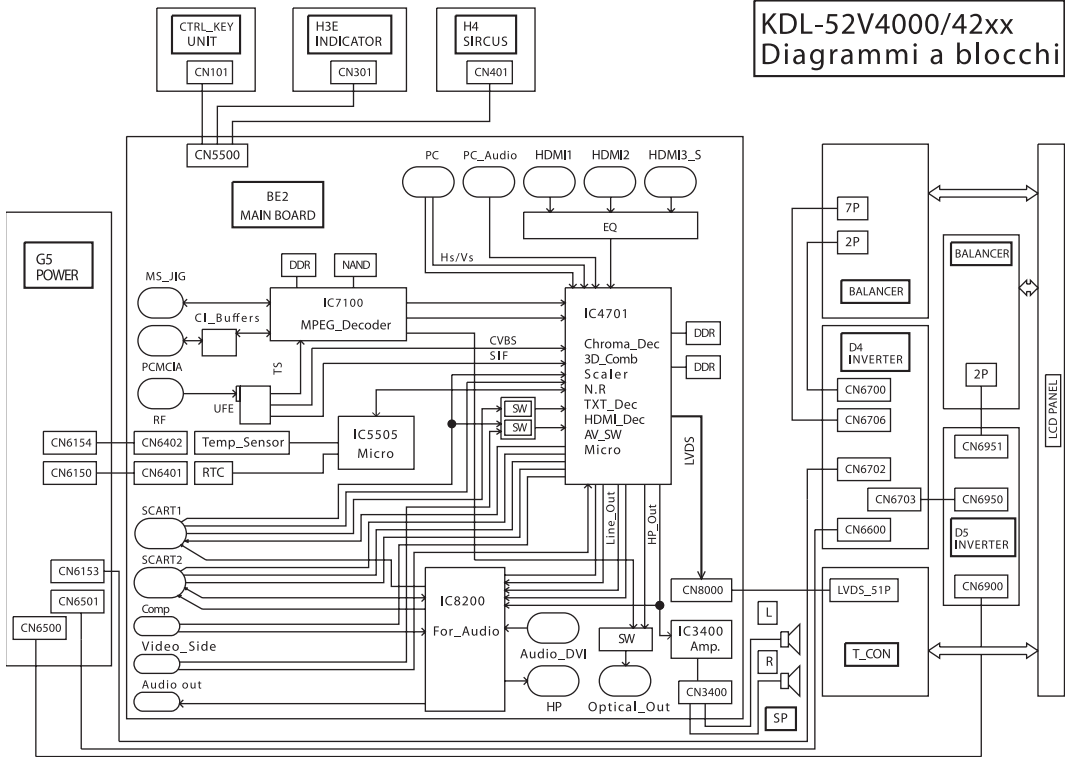 KDL-52V4000/42xx
Diagrammi a blocchi
CTRL_KEY
UNIT
CN101
H3E
INDICATOR
CN301
H4
SIRCUS
CN401
CN5500
BE2
MAIN BOARD
PC
PC_Audio
HDMI1
HDMI2
HDMI3_S
EQ
Hs/Vs
G5
POWER
MS_JIG
CI_Buffers
PCMCIA
RF
UFE
TS
DDR
NAND
IC7100
MPEG_Decoder
CVBS
SIF
IC4701
Chroma_Dec
3D_Comb
Scaler
N.R
TXT_Dec
HDMI_Dec
AV_SW
Micro
DDR
DDR
SW
SW
CN6154
CN6402
Temp_Sensor
IC5505
Micro
CN6150
CN6401
RTC
LVDS
Line_Out
HP_Out
SCART1
SCART2
CN6153
CN6501
CN6500
Comp
Video_Side
Audio out
IC8200
For_Audio
Audio_DVI
HP
SW
Optical_Out
CN8000
IC3400
Amp.
CN3400
L
R
SP
7P
2P
BALANCER
D4
INVERTER
CN6700
CN6706
CN6702
CN6703
CN6600
LVDS_51P
T_CON
BALANCER
2P
CN6951
CN6950
D5
INVERTER
CN6900
LCD PANEL